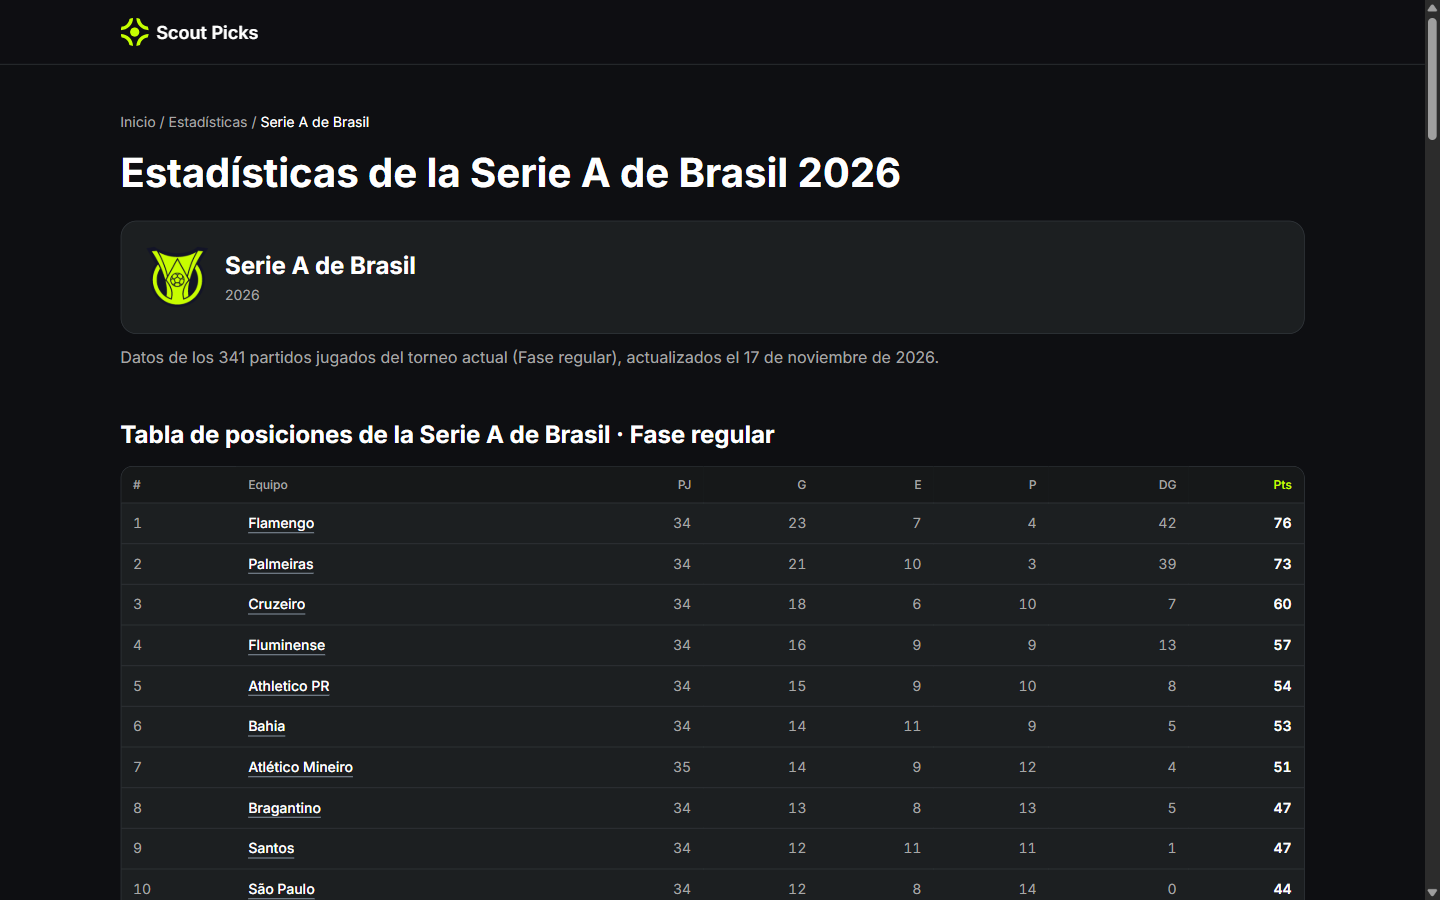 Scout Picks
Inicio / Estadísticas / Serie A de Brasil
Estadísticas de la Serie A de Brasil 2026
Serie A de Brasil
2026
Datos de los 341 partidos jugados del torneo actual (Fase regular), actualizados el 17 de noviembre de 2026.
Tabla de posiciones de la Serie A de Brasil · Fase regular
# Equipo PJ G E P DG Pts
1 Flamengo 34 23 7 4 42 76
2 Palmeiras 34 21 10 3 39 73
3 Cruzeiro 34 18 6 10 7 60
4 Fluminense 34 16 9 9 13 57
5 Athletico PR 34 15 9 10 8 54
6 Bahia 34 14 11 9 5 53
7 Atlético Mineiro 35 14 9 12 4 51
8 Bragantino 34 13 8 13 5 47
9 Santos 34 12 11 11 1 47
10 São Paulo 34 12 8 14 0 44